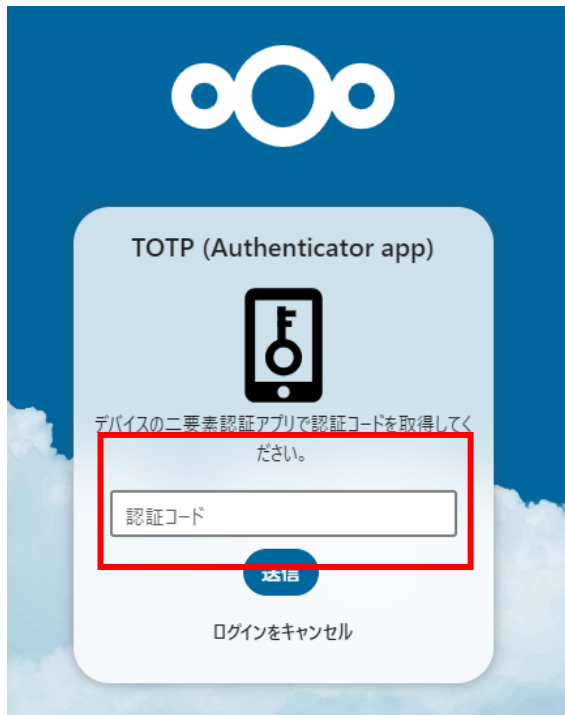 TOTP (Authenticator app)
デバイスの二要素認証アプリで認証コードを取得してく
ださい。
認証コード
送信
ログインをキャンセル